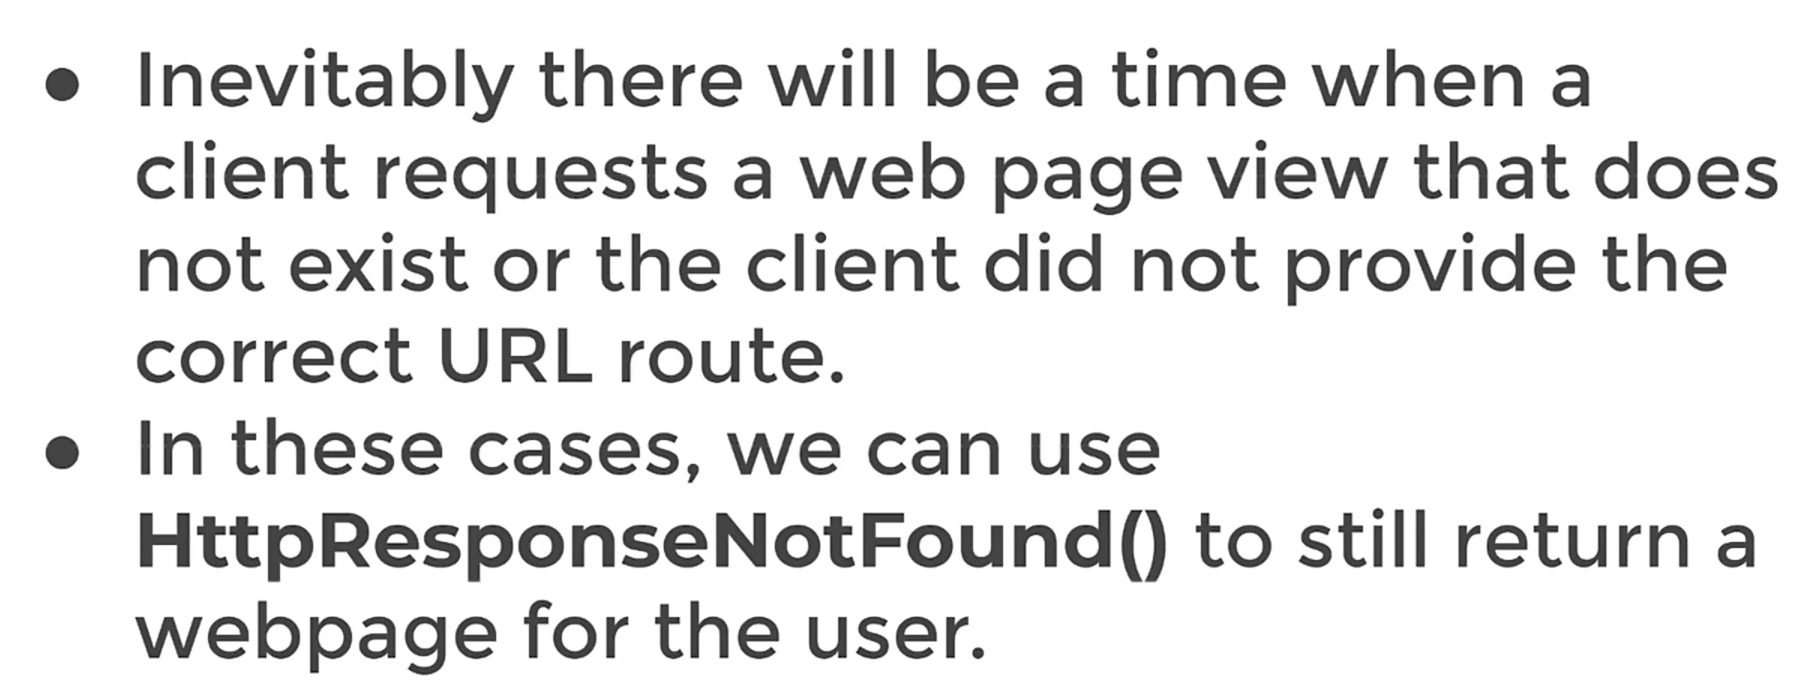 ● Inevitably there will be a time when a
client requests a web page view that does
not exist or the client did not provide the
correct URL route.
● In these cases, we can use
HttpResponseNotFound() to still return a
webpage for the user.